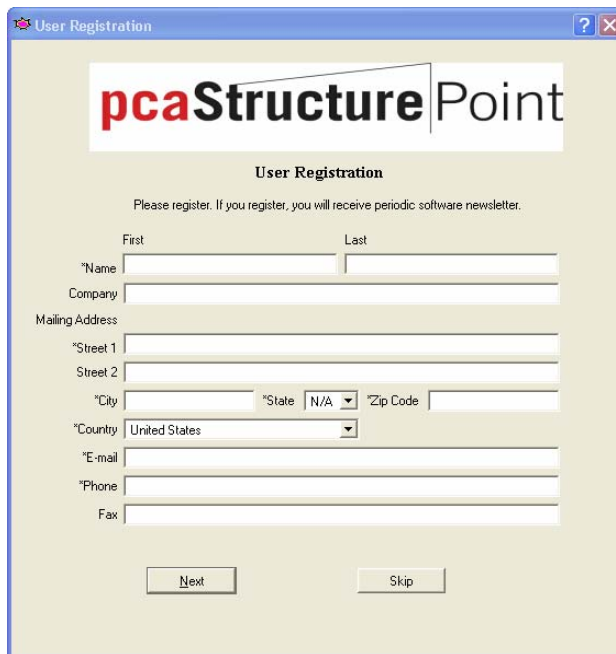 User Registration
pcaStructurePoint
User Registration
Please register. If you register, you will receive periodic software newsletter.
First Last
*Name
Company
Mailing Address
*Street 1
Street 2
*City *State N/A *Zip Code
*Country United States
*E-mail
*Phone
Fax
Next Skip